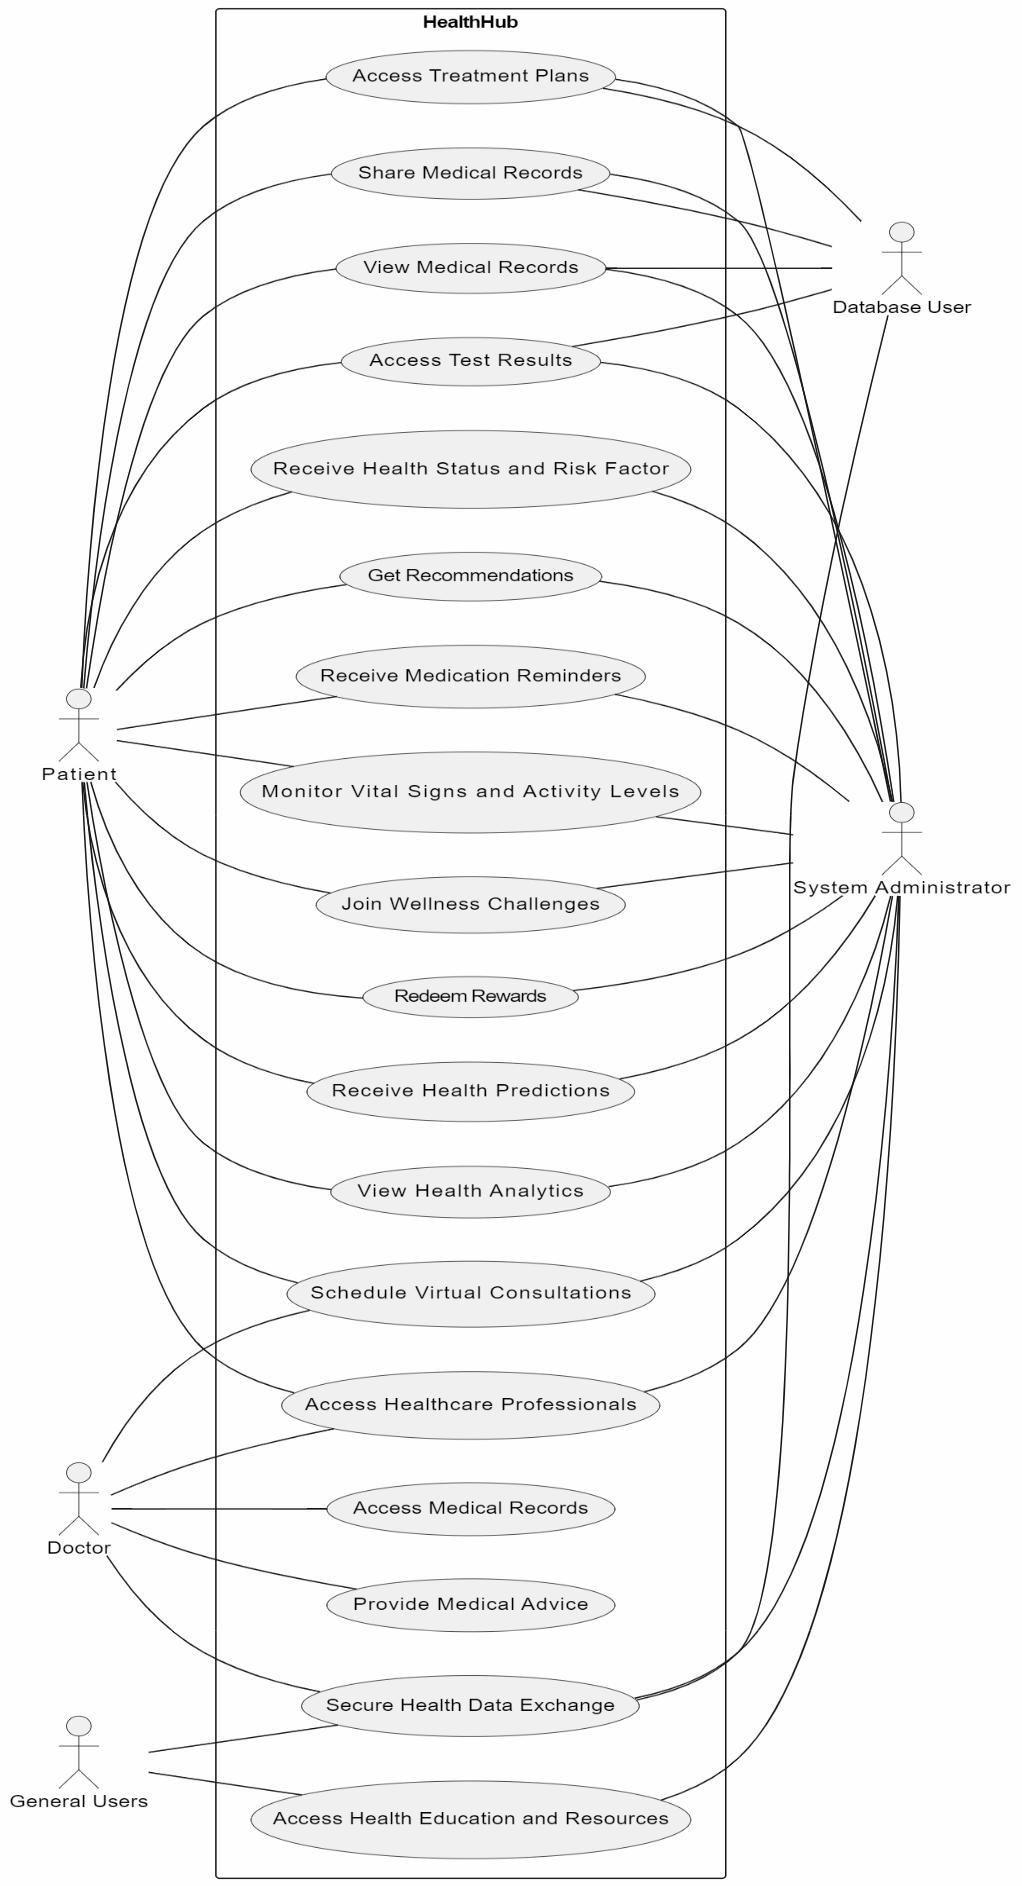 HealthHub
Access Treatment Plans
Share Medical Records
View Medical Records
Database User
Access Test Results
Receive Health Status and Risk Factor
Get Recommendations
Receive Medication Reminders
Patient
Monitor Vital Signs and Activity Levels
System Administrator
Join Wellness Challenges
Redeem Rewards
Receive Health Predictions
View Health Analytics
Schedule Virtual Consultations
Access Healthcare Professionals
Access Medical Records
Doctor
Provide Medical Advice
Secure Health Data Exchange
General Users
Access Health Education and Resources